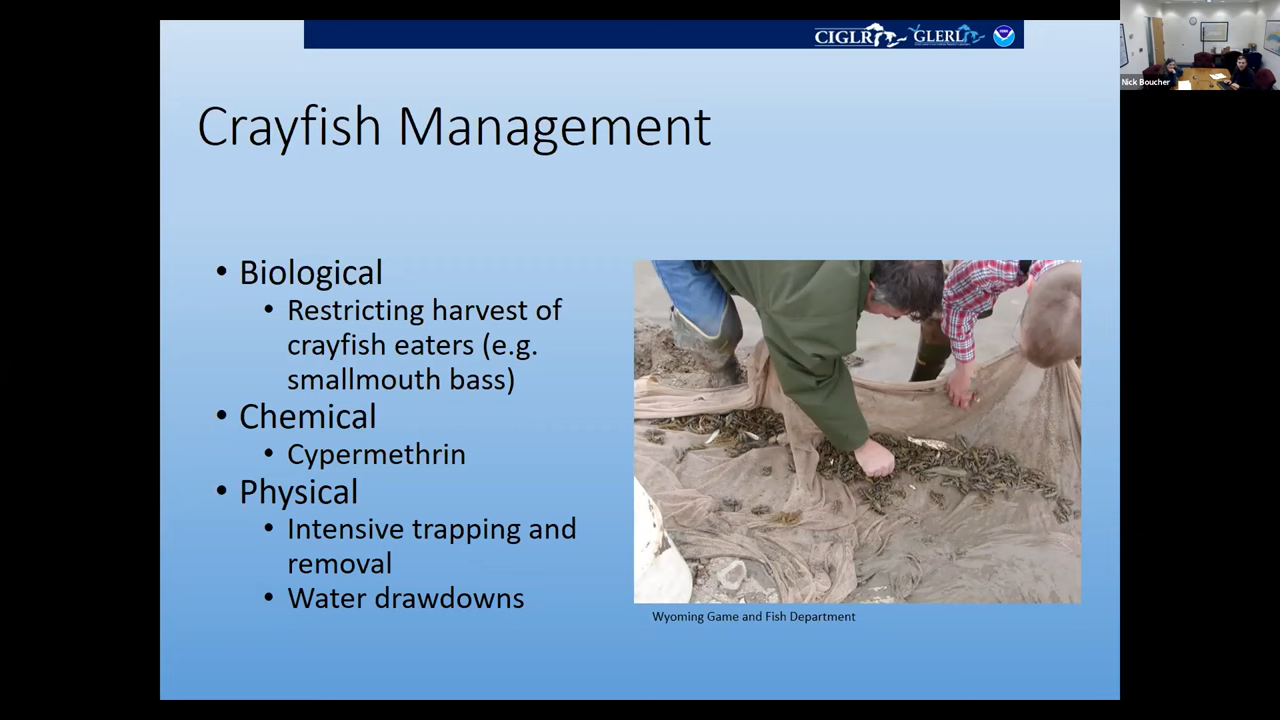 CIGLR GLERL
Nick Boucher
Crayfish Management
• Biological
• Restricting harvest of
crayfish eaters (e.g.
smallmouth bass)
• Chemical
• Cypermethrin
• Physical
• Intensive trapping and
removal
• Water drawdowns
Wyoming Game and Fish Department